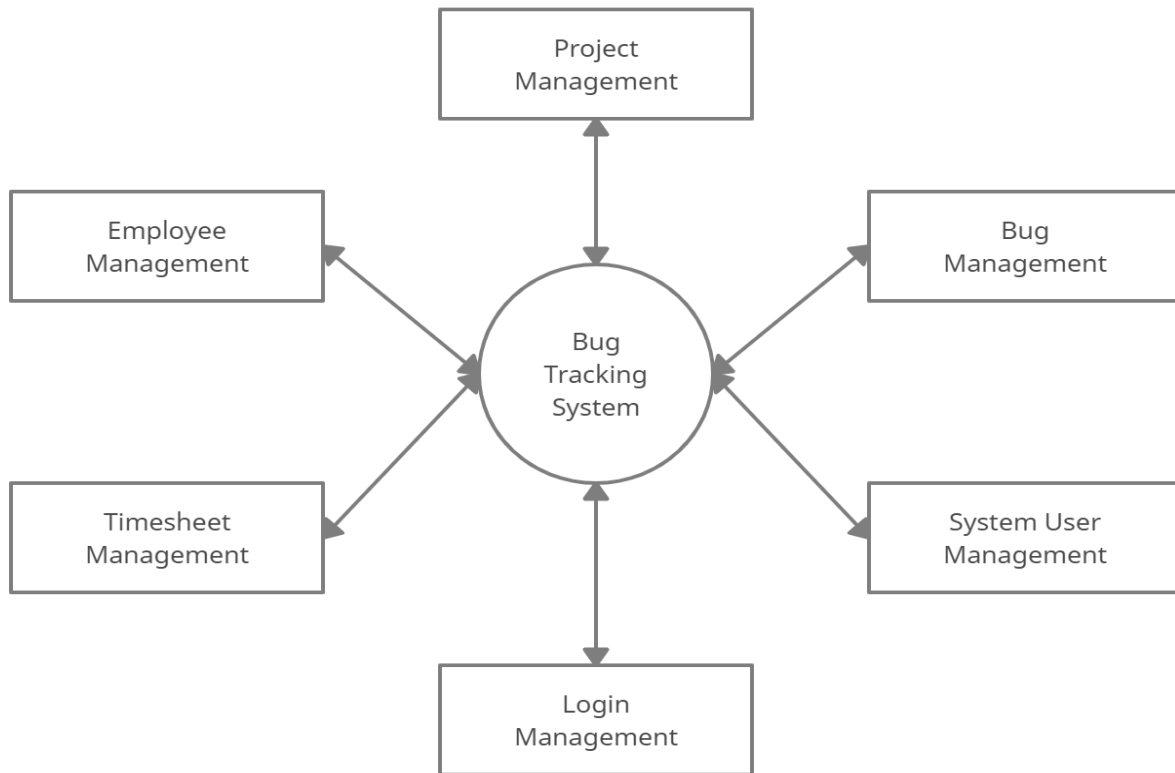 Project
Management
Employee
Management
Bug
Management
Bug
Tracking
System
Timesheet
Management
System User
Management
Login
Management